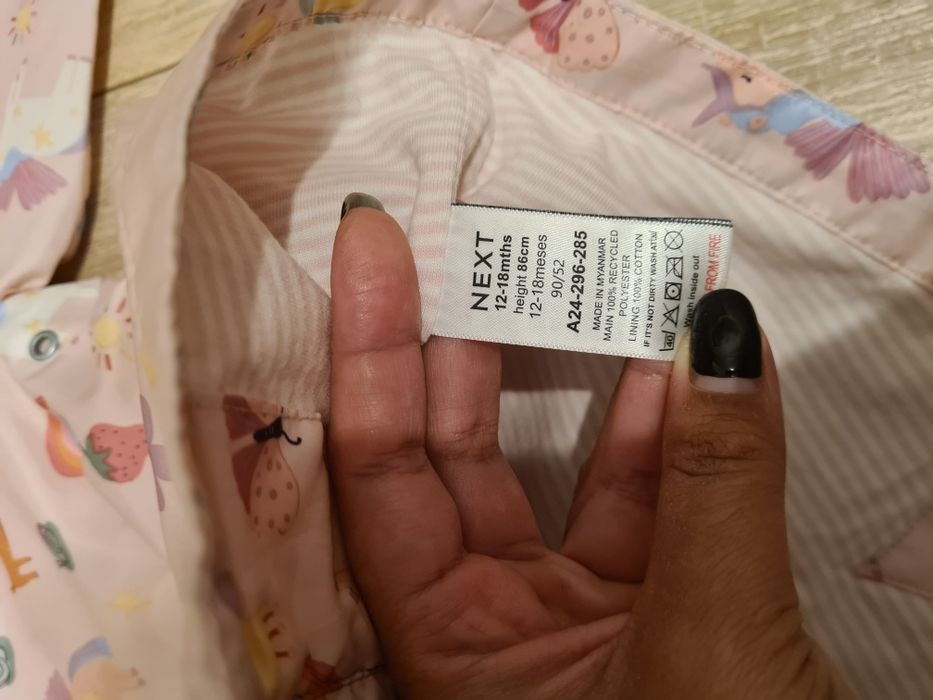 NEXT
12-18mths
height 86cm
12-18meses
90/52
A24-296-285
MADE IN MYANMAR
MAIN 100% RECYCLED
POLYESTER
LINING 100% COTTON
IF IT'S NOT DIRTY WASH AT
40
Wash inside out
FROM FIRE